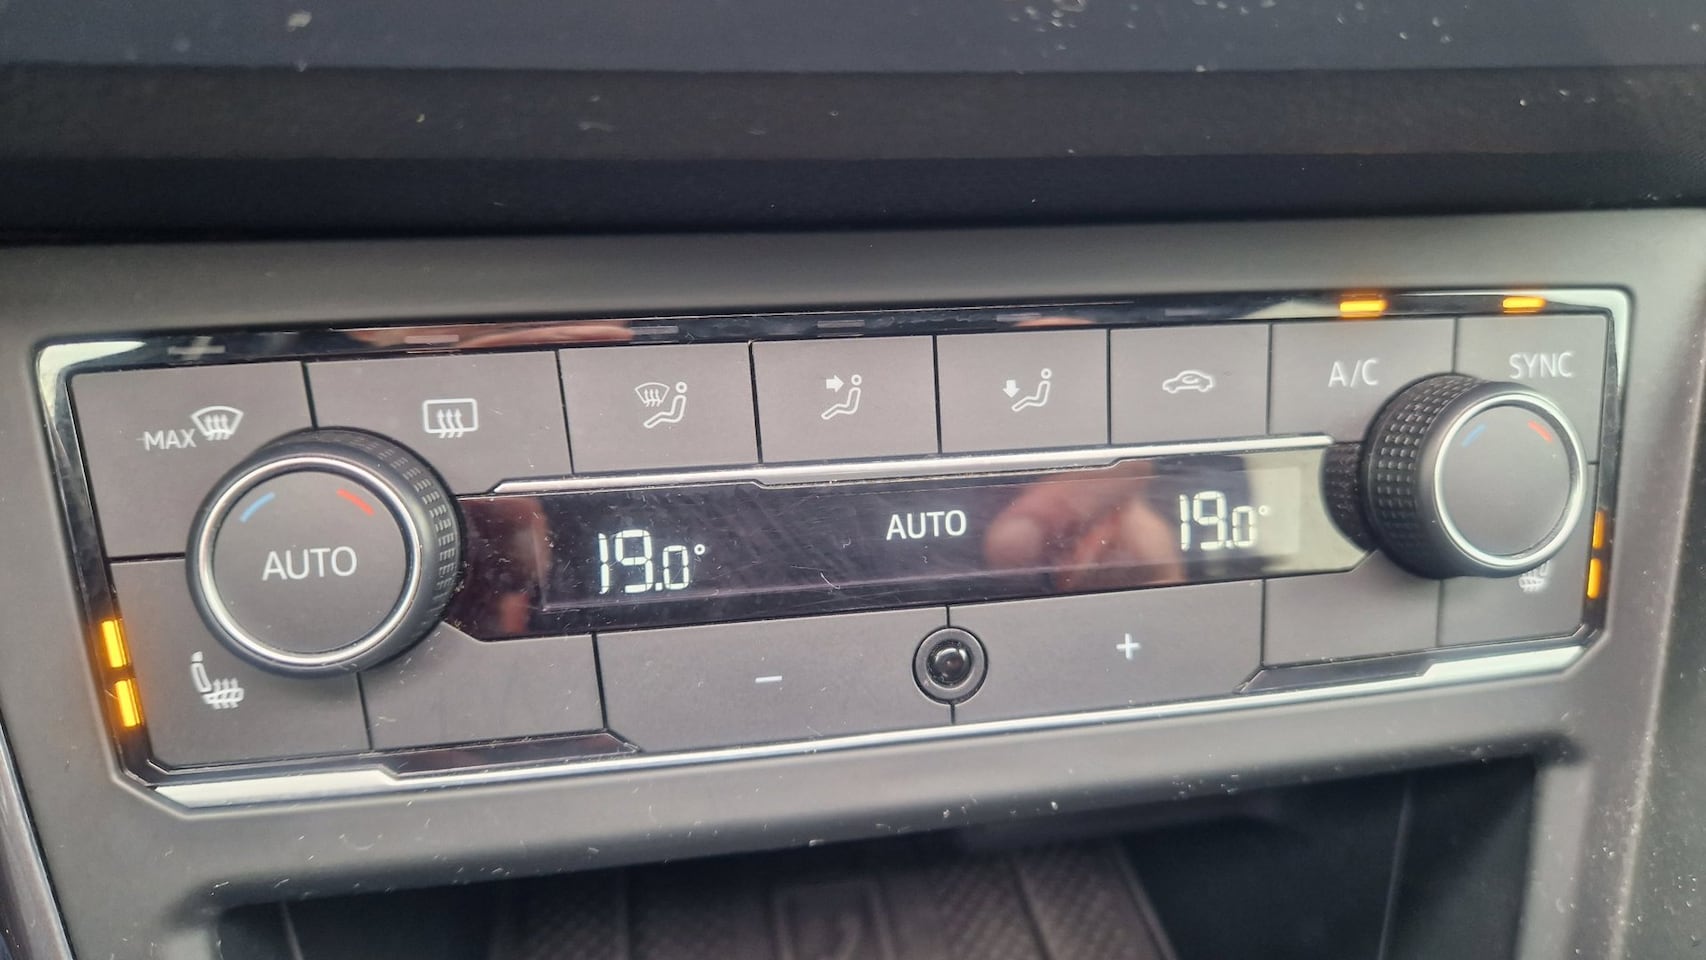 MAX
A/C
SYNC
AUTO
19.0°
AUTO
19.0°
-
+